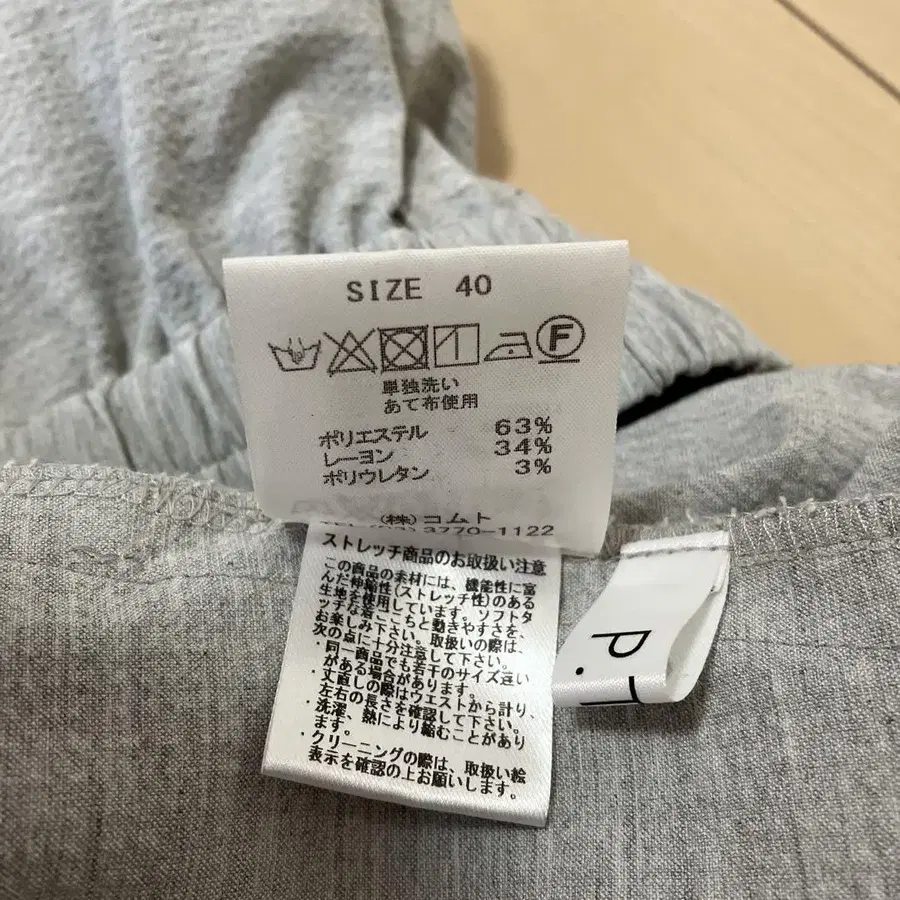 SIZE 40
F
単独洗い
あて布使用
ポリエステル 63%
レーヨン 34%
ポリウレタン 3%
(株)コムト
3770-1122
ストレッチ商品のお取扱い注意
この商品の素材には、機能性に富
んだ伸縮性(ストレッチ性)のある
生地を使用しています。ソフトタ
ッチな着ごこちと動きやすさを、
お楽しみ下さい。取扱いの際は、
次の点に十分注意して下さい。
・同一商品でも若干のサイズ違い
がある場合があります。
・丈直しの際はウエストから計り、
左右の長さを確認して下さい。
・洗濯、熱により縮むことがあり
ます。
・クリーニングの際は、取扱い絵
表示を確認の上お願いします。
p.